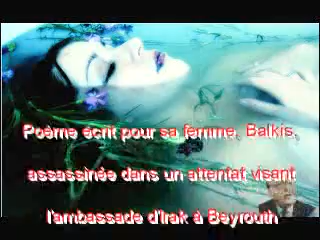 Poème écrit pour sa femme, Balkis,
assassinée dans un attentat visant
l'ambassade d'Irak à Beyrouth